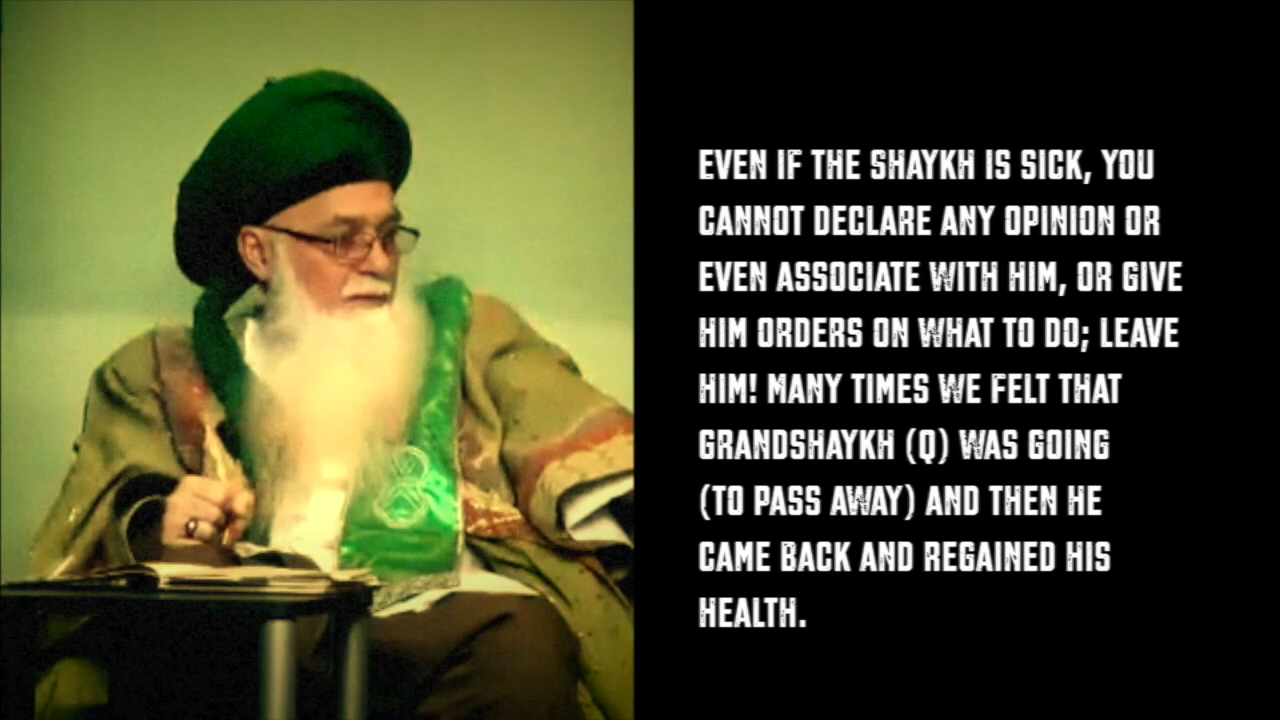 EVEN IF THE SHAYKH IS SICK, YOU
CANNOT DECLARE ANY OPINION OR
EVEN ASSOCIATE WITH HIM, OR GIVE
HIM ORDERS ON WHAT TO DO; LEAVE
HIM! MANY TIMES WE FELT THAT
GRANDSHAYKH (Q) WAS GOING
(TO PASS AWAY) AND THEN HE
CAME BACK AND REGAINED HIS
HEALTH.